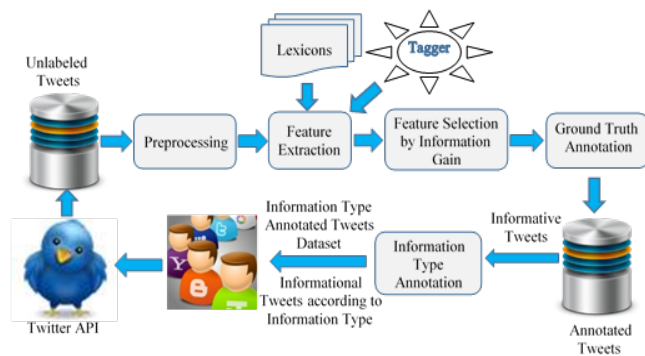 Lexicons
Tagger
Unlabeled
Tweets
Preprocessing
Feature
Extraction
Feature Selection
by Information
Gain
Ground Truth
Annotation
Information Type
Annotated Tweets
Dataset
Informative
Tweets
Information
Type
Annotation
Informational
Tweets according to
Information Type
Twitter API
Annotated
Tweets